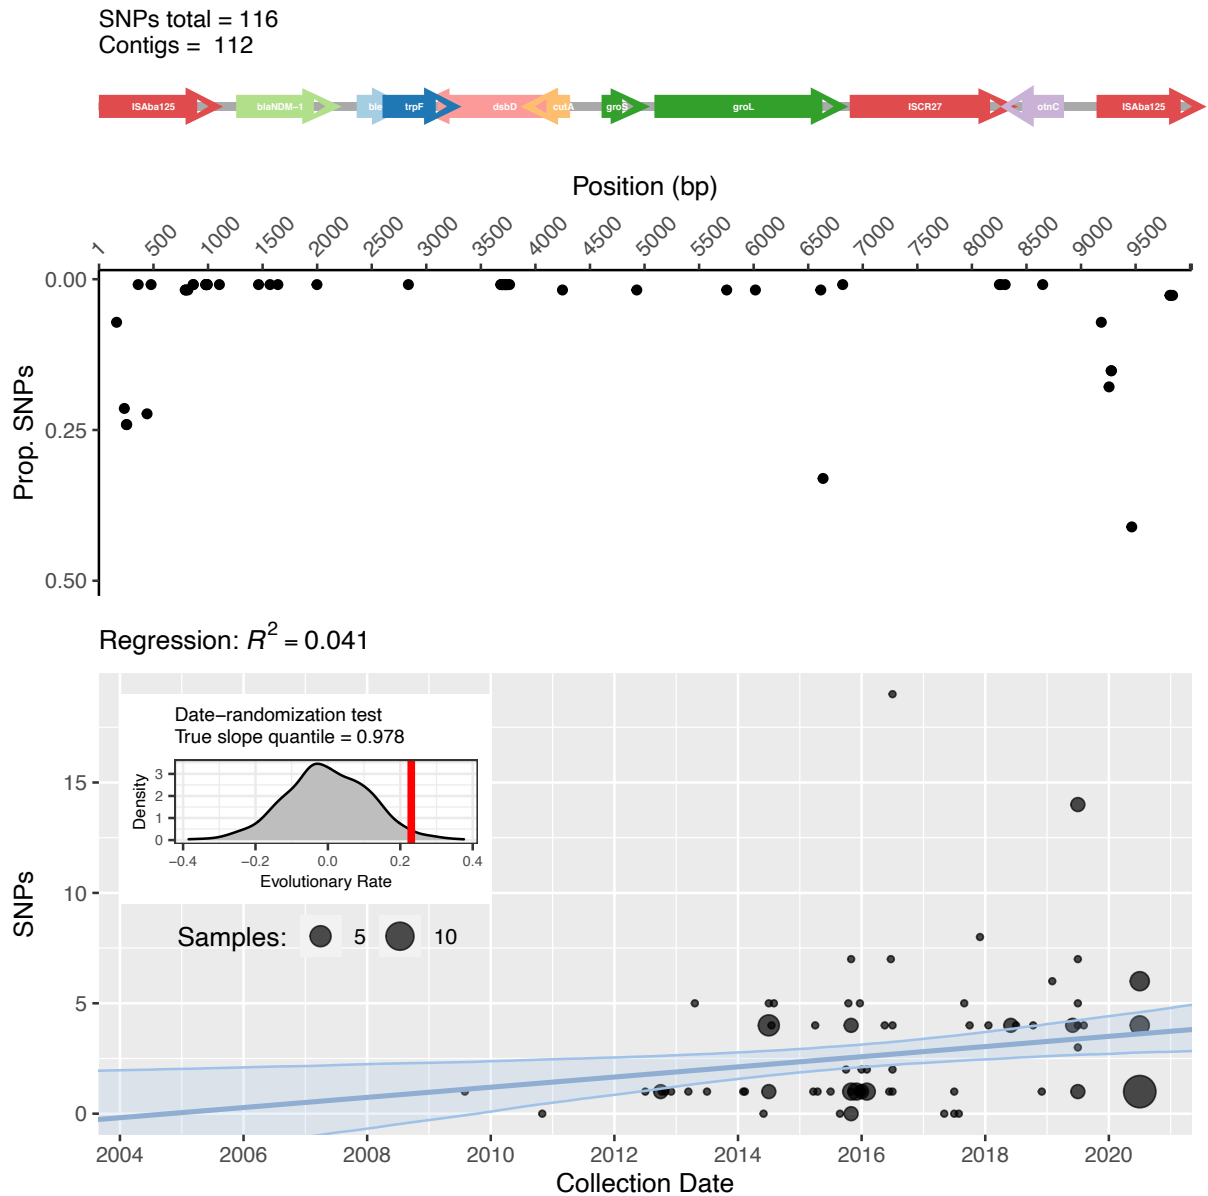 SNPs total = 116
Contigs =  112
ISAba125 blaNDM−1 ble trpF dsbD cutA groS groL ISCR27 otnC ISAba125
Position (bp)
1 500 1000 1500 2000 2500 3000 3500 4000 4500 5000 5500 6000 6500 7000 7500 8000 8500 9000 9500
Prop. SNPs
0.00
0.25
0.50
Regression: R² = 0.041
Date−randomization test
True slope quantile = 0.978
Density
3
2
1
0
−0.4 −0.2 0.0 0.2 0.4
Evolutionary Rate
Samples: 5 10
SNPs
15
10
5
0
2004 2006 2008 2010 2012 2014 2016 2018 2020
Collection Date